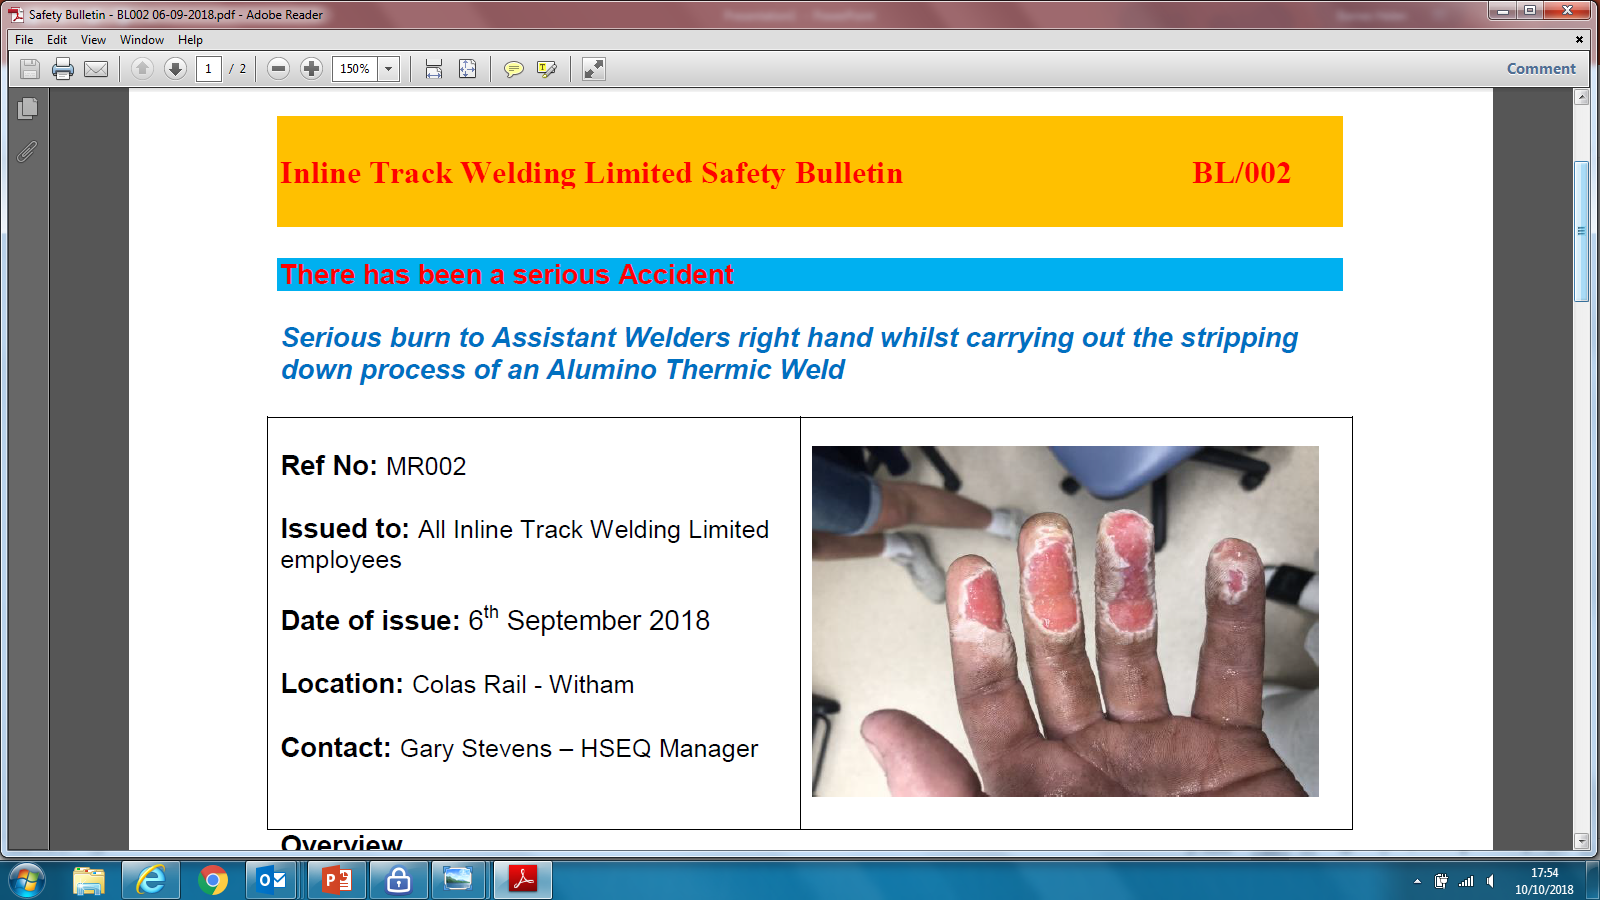 Safety Bulletin - BL002 06-09-2018.pdf - Adobe Reader
File Edit View Window Help
1 / 2 150% Comment
Inline Track Welding Limited Safety Bulletin BL/002
There has been a serious Accident
Serious burn to Assistant Welders right hand whilst carrying out the stripping
down process of an Alumino Thermic Weld
Ref No: MR002
Issued to: All Inline Track Welding Limited
employees
Date of issue: 6th September 2018
Location: Colas Rail - Witham
Contact: Gary Stevens – HSEQ Manager
Overview
17:54
10/10/2018